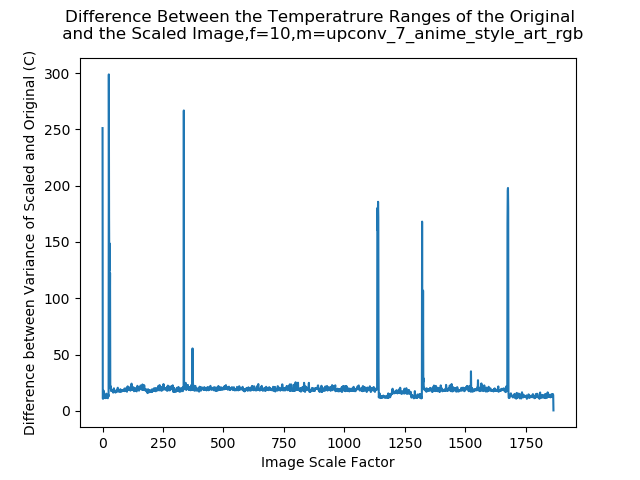 Difference Between the Temperatrure Ranges of the Original
and the Scaled Image,f=10,m=upconv_7_anime_style_art_rgb
Difference between Variance of Scaled and Original (C)
300
250
200
150
100
50
0
0 250 500 750 1000 1250 1500 1750
Image Scale Factor